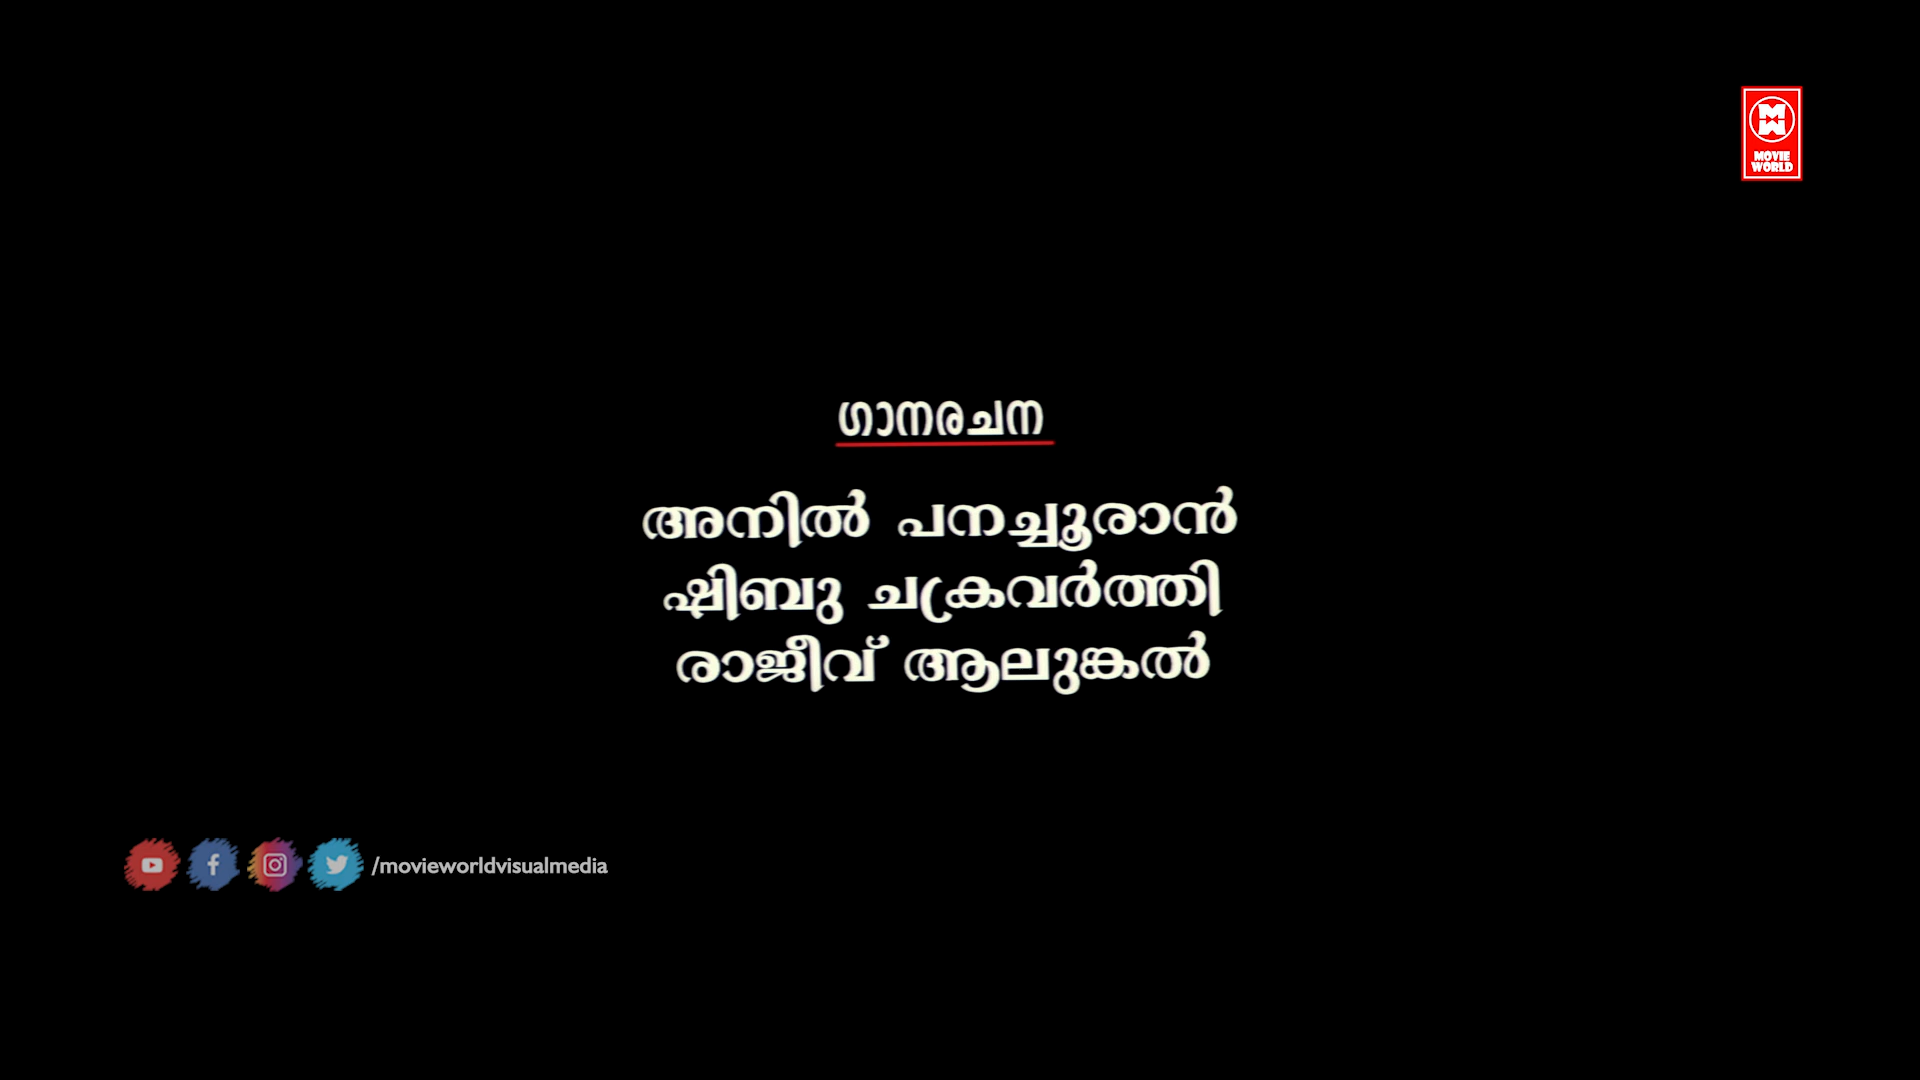 MOVIE
WORLD
ഗാനരചന
അനിൽ പനച്ചൂരാൻ
ഷിബു ചക്രവർത്തി
രാജീവ് ആലുങ്കൽ
/movieworldvisualmedia